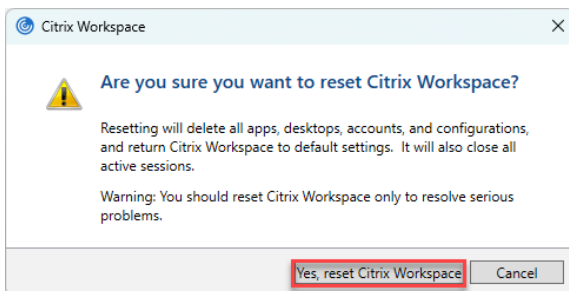 Citrix Workspace
Are you sure you want to reset Citrix Workspace?
Resetting will delete all apps, desktops, accounts, and configurations,
and return Citrix Workspace to default settings.  It will also close all
active sessions.
Warning: You should reset Citrix Workspace only to resolve serious
problems.
Yes, reset Citrix Workspace
Cancel